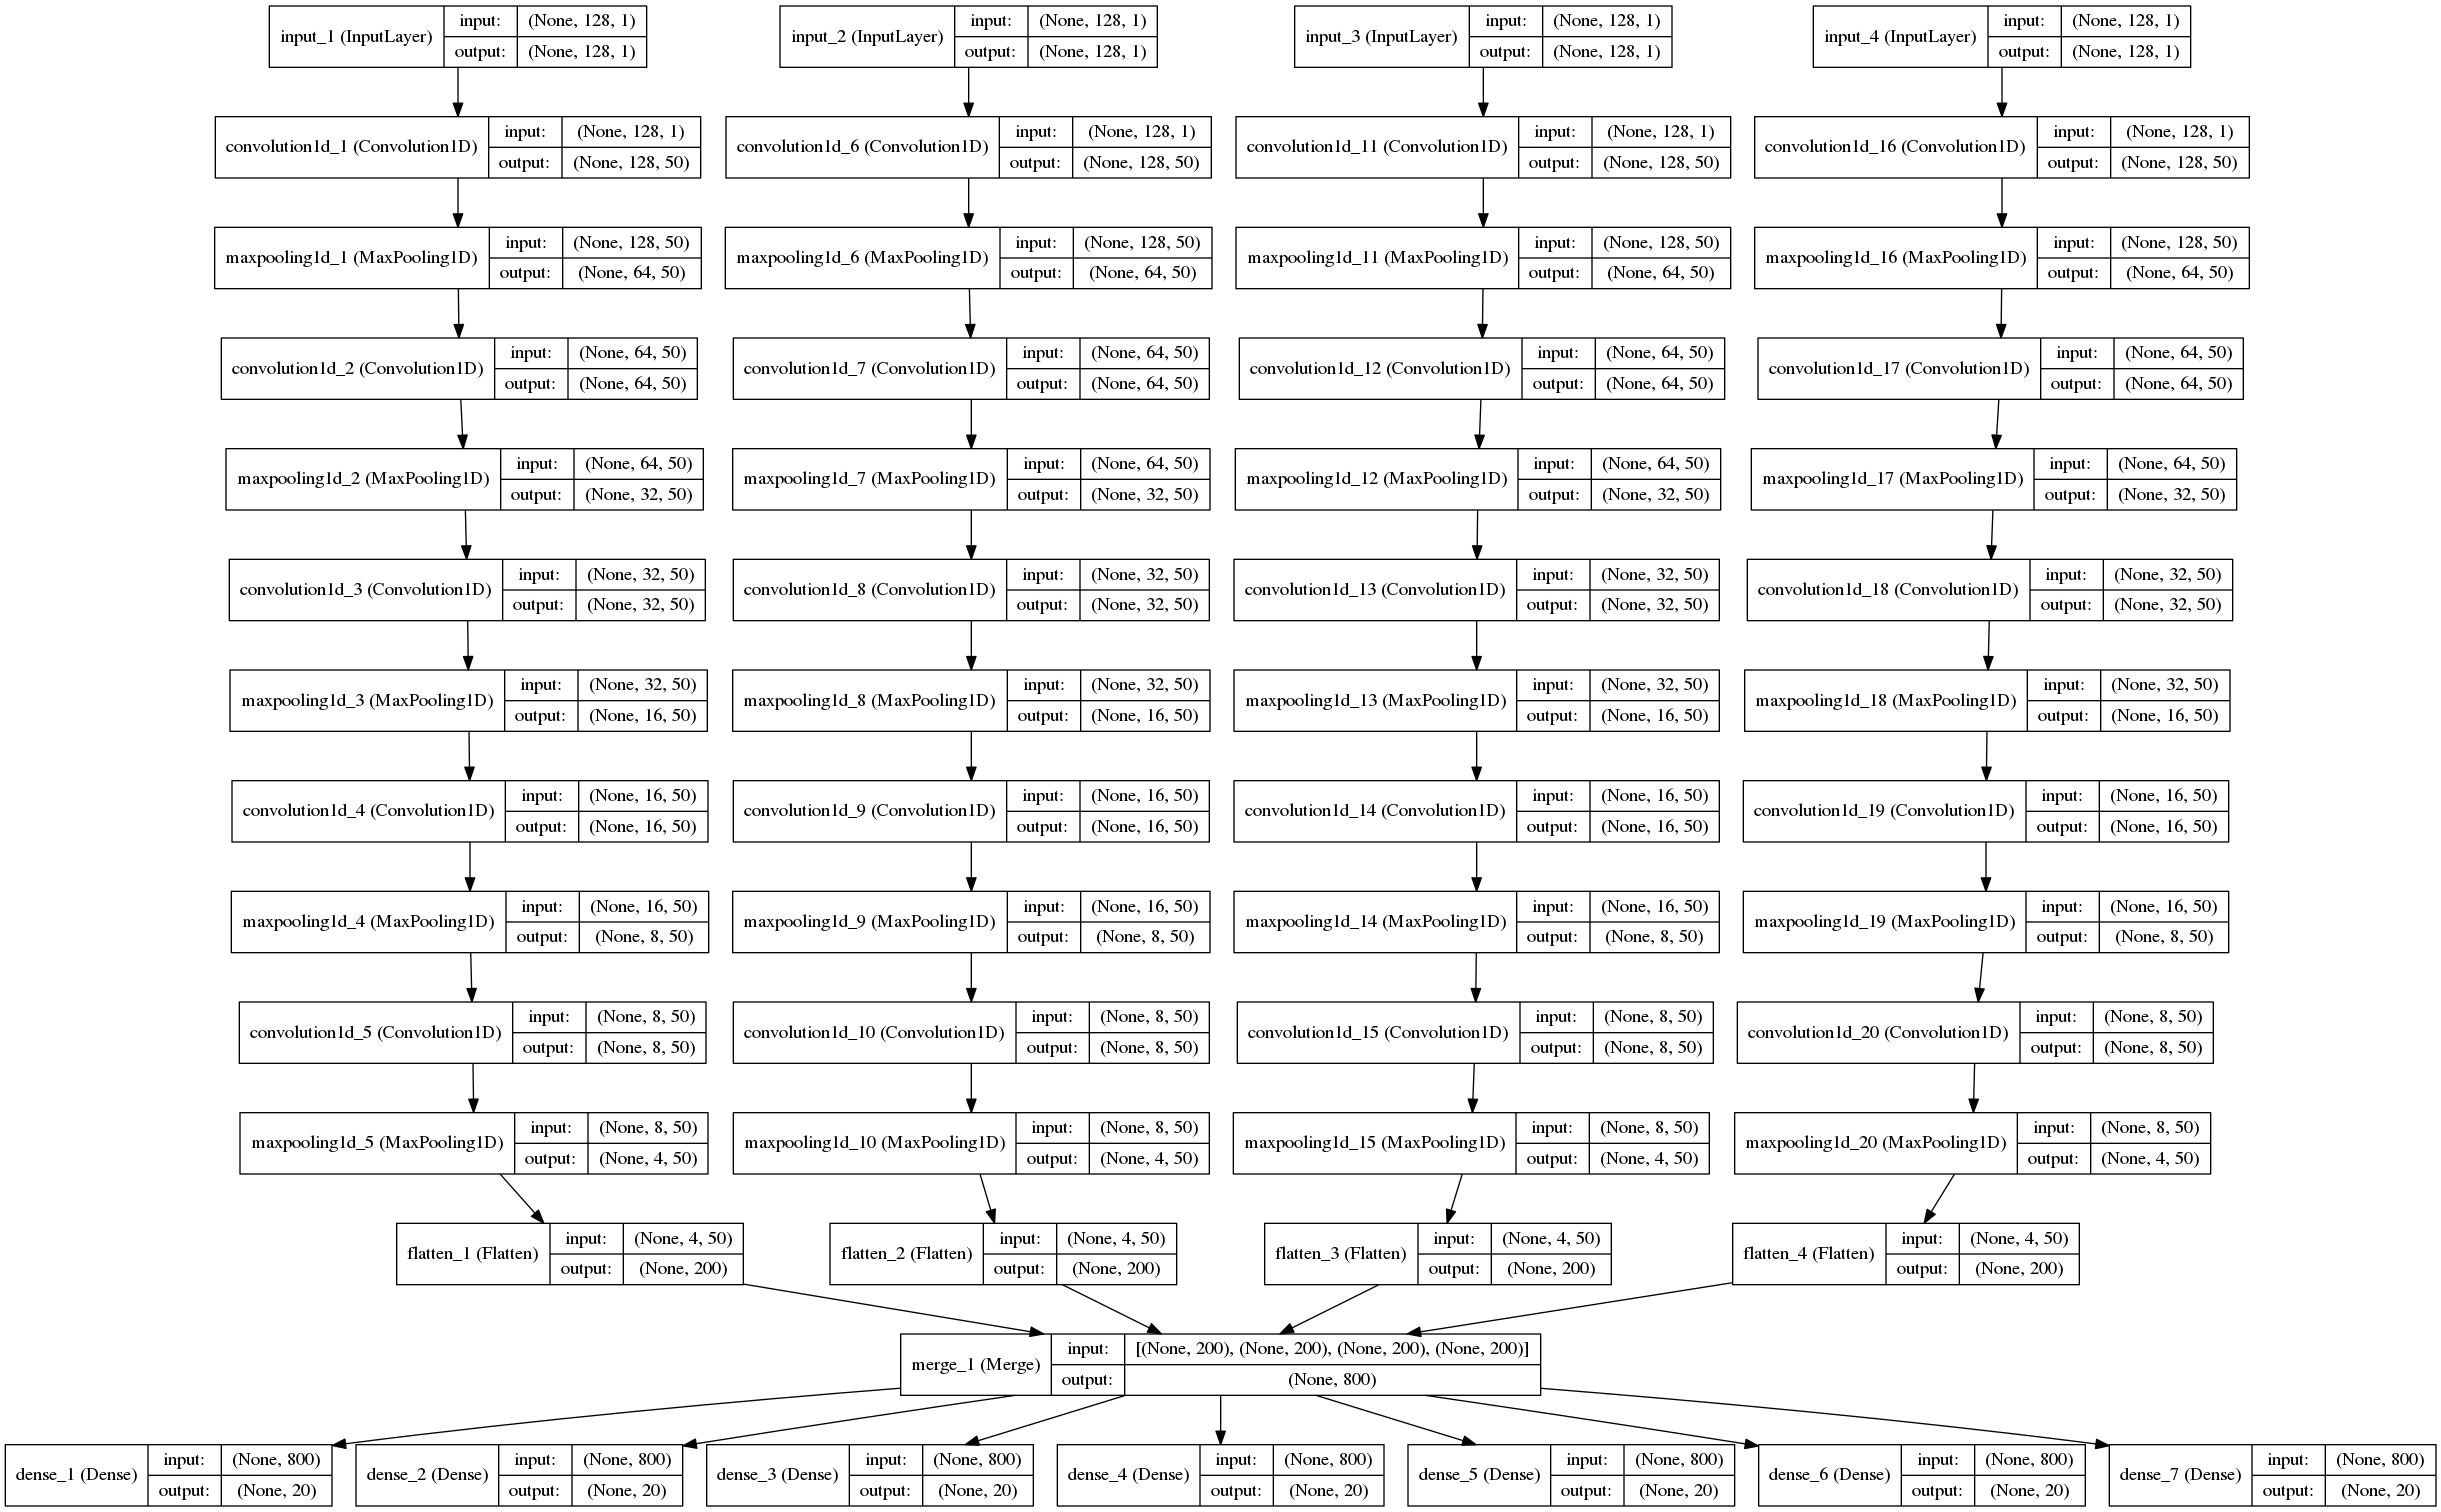 input_1 (InputLayer) input: (None, 128, 1) output: (None, 128, 1)
input_2 (InputLayer) input: (None, 128, 1) output: (None, 128, 1)
input_3 (InputLayer) input: (None, 128, 1) output: (None, 128, 1)
input_4 (InputLayer) input: (None, 128, 1) output: (None, 128, 1)
convolution1d_1 (Convolution1D) input: (None, 128, 1) output: (None, 128, 50)
convolution1d_6 (Convolution1D) input: (None, 128, 1) output: (None, 128, 50)
convolution1d_11 (Convolution1D) input: (None, 128, 1) output: (None, 128, 50)
convolution1d_16 (Convolution1D) input: (None, 128, 1) output: (None, 128, 50)
maxpooling1d_1 (MaxPooling1D) input: (None, 128, 50) output: (None, 64, 50)
maxpooling1d_6 (MaxPooling1D) input: (None, 128, 50) output: (None, 64, 50)
maxpooling1d_11 (MaxPooling1D) input: (None, 128, 50) output: (None, 64, 50)
maxpooling1d_16 (MaxPooling1D) input: (None, 128, 50) output: (None, 64, 50)
convolution1d_2 (Convolution1D) input: (None, 64, 50) output: (None, 64, 50)
convolution1d_7 (Convolution1D) input: (None, 64, 50) output: (None, 64, 50)
convolution1d_12 (Convolution1D) input: (None, 64, 50) output: (None, 64, 50)
convolution1d_17 (Convolution1D) input: (None, 64, 50) output: (None, 64, 50)
maxpooling1d_2 (MaxPooling1D) input: (None, 64, 50) output: (None, 32, 50)
maxpooling1d_7 (MaxPooling1D) input: (None, 64, 50) output: (None, 32, 50)
maxpooling1d_12 (MaxPooling1D) input: (None, 64, 50) output: (None, 32, 50)
maxpooling1d_17 (MaxPooling1D) input: (None, 64, 50) output: (None, 32, 50)
convolution1d_3 (Convolution1D) input: (None, 32, 50) output: (None, 32, 50)
convolution1d_8 (Convolution1D) input: (None, 32, 50) output: (None, 32, 50)
convolution1d_13 (Convolution1D) input: (None, 32, 50) output: (None, 32, 50)
convolution1d_18 (Convolution1D) input: (None, 32, 50) output: (None, 32, 50)
maxpooling1d_3 (MaxPooling1D) input: (None, 32, 50) output: (None, 16, 50)
maxpooling1d_8 (MaxPooling1D) input: (None, 32, 50) output: (None, 16, 50)
maxpooling1d_13 (MaxPooling1D) input: (None, 32, 50) output: (None, 16, 50)
maxpooling1d_18 (MaxPooling1D) input: (None, 32, 50) output: (None, 16, 50)
convolution1d_4 (Convolution1D) input: (None, 16, 50) output: (None, 16, 50)
convolution1d_9 (Convolution1D) input: (None, 16, 50) output: (None, 16, 50)
convolution1d_14 (Convolution1D) input: (None, 16, 50) output: (None, 16, 50)
convolution1d_19 (Convolution1D) input: (None, 16, 50) output: (None, 16, 50)
maxpooling1d_4 (MaxPooling1D) input: (None, 16, 50) output: (None, 8, 50)
maxpooling1d_9 (MaxPooling1D) input: (None, 16, 50) output: (None, 8, 50)
maxpooling1d_14 (MaxPooling1D) input: (None, 16, 50) output: (None, 8, 50)
maxpooling1d_19 (MaxPooling1D) input: (None, 16, 50) output: (None, 8, 50)
convolution1d_5 (Convolution1D) input: (None, 8, 50) output: (None, 8, 50)
convolution1d_10 (Convolution1D) input: (None, 8, 50) output: (None, 8, 50)
convolution1d_15 (Convolution1D) input: (None, 8, 50) output: (None, 8, 50)
convolution1d_20 (Convolution1D) input: (None, 8, 50) output: (None, 8, 50)
maxpooling1d_5 (MaxPooling1D) input: (None, 8, 50) output: (None, 4, 50)
maxpooling1d_10 (MaxPooling1D) input: (None, 8, 50) output: (None, 4, 50)
maxpooling1d_15 (MaxPooling1D) input: (None, 8, 50) output: (None, 4, 50)
maxpooling1d_20 (MaxPooling1D) input: (None, 8, 50) output: (None, 4, 50)
flatten_1 (Flatten) input: (None, 4, 50) output: (None, 200)
flatten_2 (Flatten) input: (None, 4, 50) output: (None, 200)
flatten_3 (Flatten) input: (None, 4, 50) output: (None, 200)
flatten_4 (Flatten) input: (None, 4, 50) output: (None, 200)
merge_1 (Merge) input: [(None, 200), (None, 200), (None, 200), (None, 200)] output: (None, 800)
dense_1 (Dense) input: (None, 800) output: (None, 20)
dense_2 (Dense) input: (None, 800) output: (None, 20)
dense_3 (Dense) input: (None, 800) output: (None, 20)
dense_4 (Dense) input: (None, 800) output: (None, 20)
dense_5 (Dense) input: (None, 800) output: (None, 20)
dense_6 (Dense) input: (None, 800) output: (None, 20)
dense_7 (Dense) input: (None, 800) output: (None, 20)